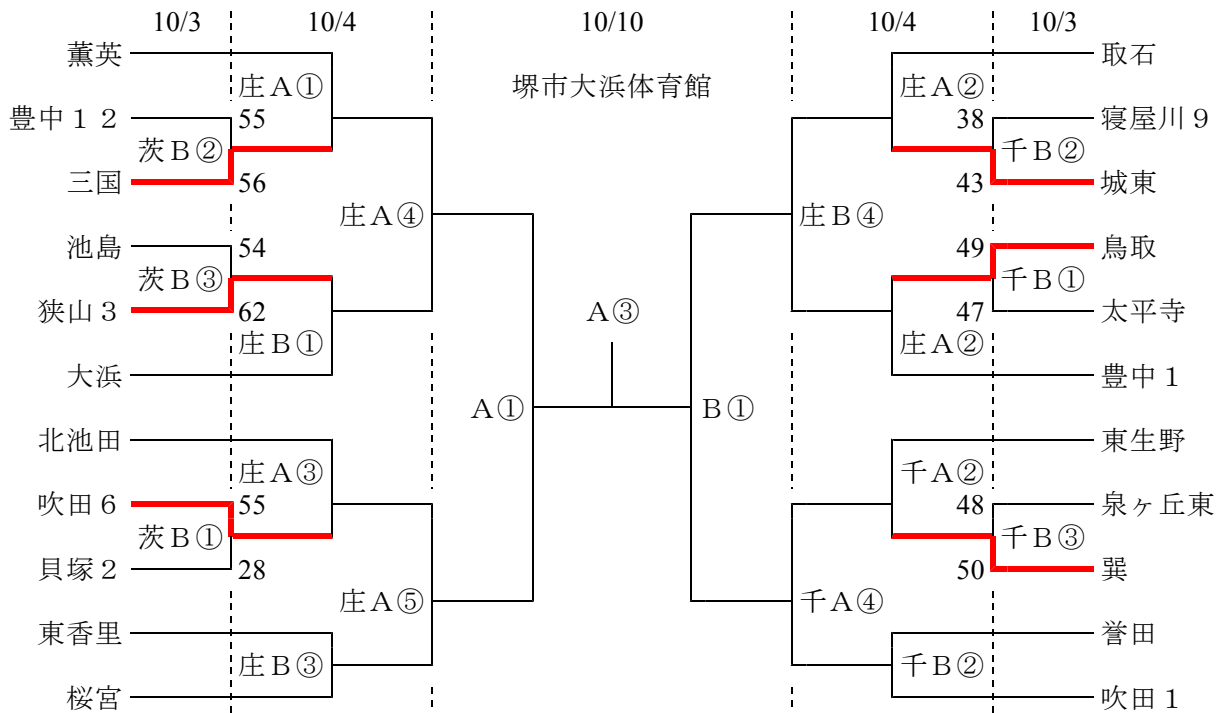 10/3 10/4 10/10 10/4 10/3
堺市大浜体育館
薫英
庄A①
豊中12
55
茨B②
三国
56
庄A④
池島
54
茨B③
狭山3
62
庄B①
大浜
A①
北池田
庄A③
吹田6
55
茨B①
貝塚2
28
庄A⑤
東香里
庄B③
桜宮
A③
B①
取石
庄A②
38
寝屋川9
千B②
43
城東
庄B④
49
鳥取
千B①
47
太平寺
庄A②
豊中1
東生野
千A②
48
泉ヶ丘東
千B③
50
巽
千A④
誉田
千B②
吹田1